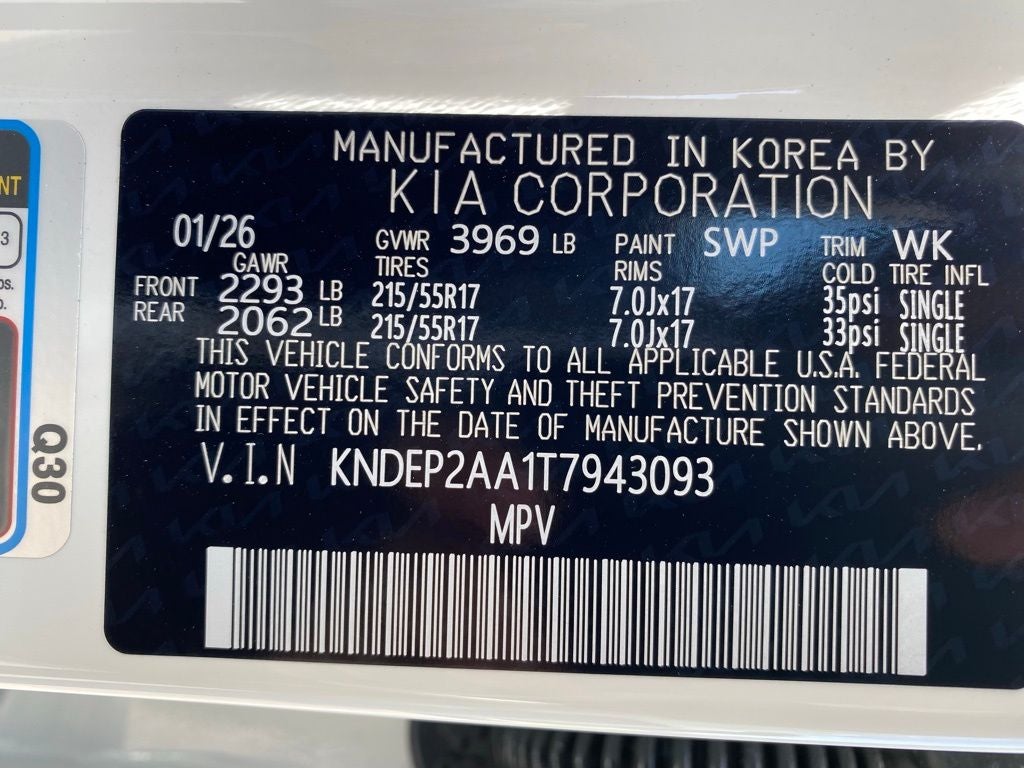 MANUFACTURED IN KOREA BY
KIA CORPORATION
01/26 GVWR 3969 LB PAINT SWP TRIM WK
GAWR TIRES RIMS COLD TIRE INFL
FRONT 2293 LB 215/55R17 7.0Jx17 35psi SINGLE
REAR 2062 LB 215/55R17 7.0Jx17 33psi SINGLE
THIS VEHICLE CONFORMS TO ALL APPLICABLE U.S.A. FEDERAL
MOTOR VEHICLE SAFETY AND THEFT PREVENTION STANDARDS
IN EFFECT ON THE DATE OF MANUFACTURE SHOWN ABOVE.
V.I.N KNDEP2AA1T7943093
MPV
NT
3
Q30